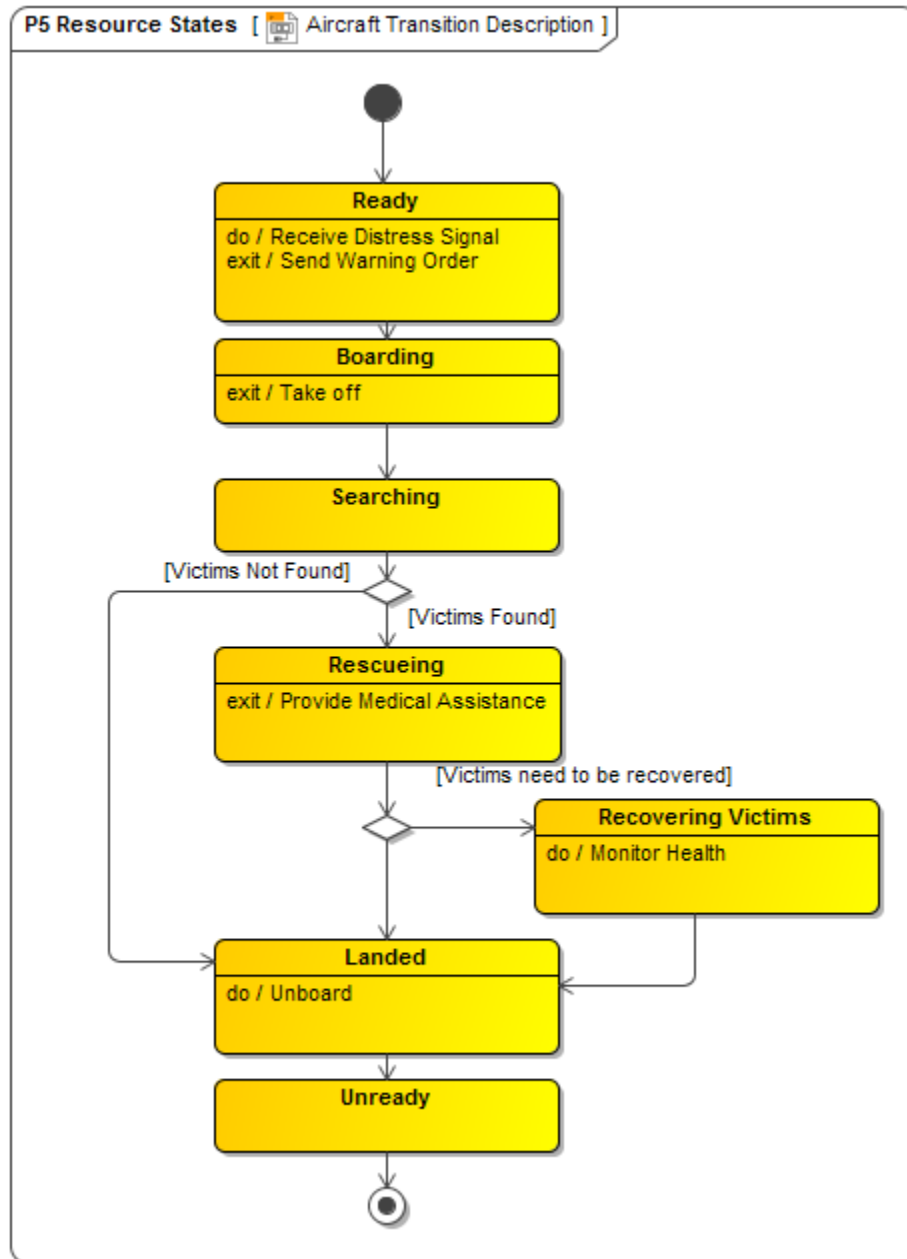 P5 Resource States [ Aircraft Transition Description ]
Ready
do / Receive Distress Signal
exit / Send Warning Order
Boarding
exit / Take off
Searching
[Victims Not Found]
[Victims Found]
Rescueing
exit / Provide Medical Assistance
[Victims need to be recovered]
Recovering Victims
do / Monitor Health
Landed
do / Unboard
Unready